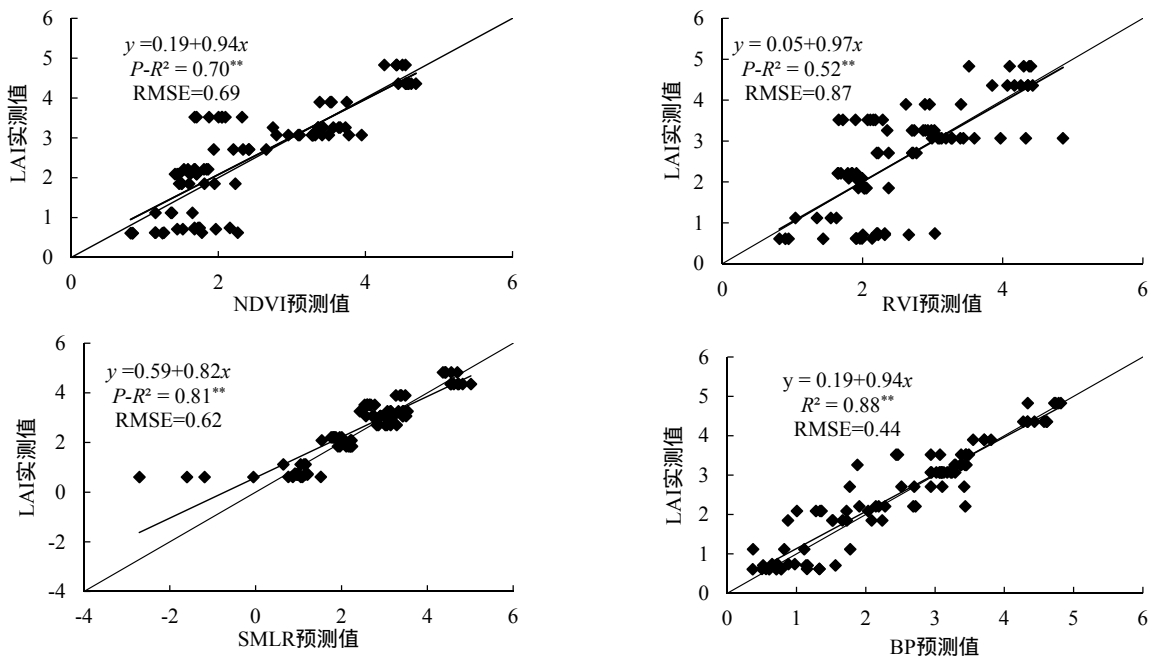 6
5
4
3
2
1
0
LAI实测值
y =0.19+0.94x
P-R² = 0.70**
RMSE=0.69
0 2 4 6
NDVI预测值
6
5
4
3
2
1
0
LAI实测值
y = 0.05+0.97x
P-R² = 0.52**
RMSE=0.87
0 2 4 6
RVI预测值
6
4
2
0
-2
-4
LAI实测值
y =0.59+0.82x
P-R² = 0.81**
RMSE=0.62
-4 -2 0 2 4 6
SMLR预测值
6
5
4
3
2
1
0
LAI实测值
y = 0.19+0.94x
R² = 0.88**
RMSE=0.44
0 1 2 3 4 5 6
BP预测值